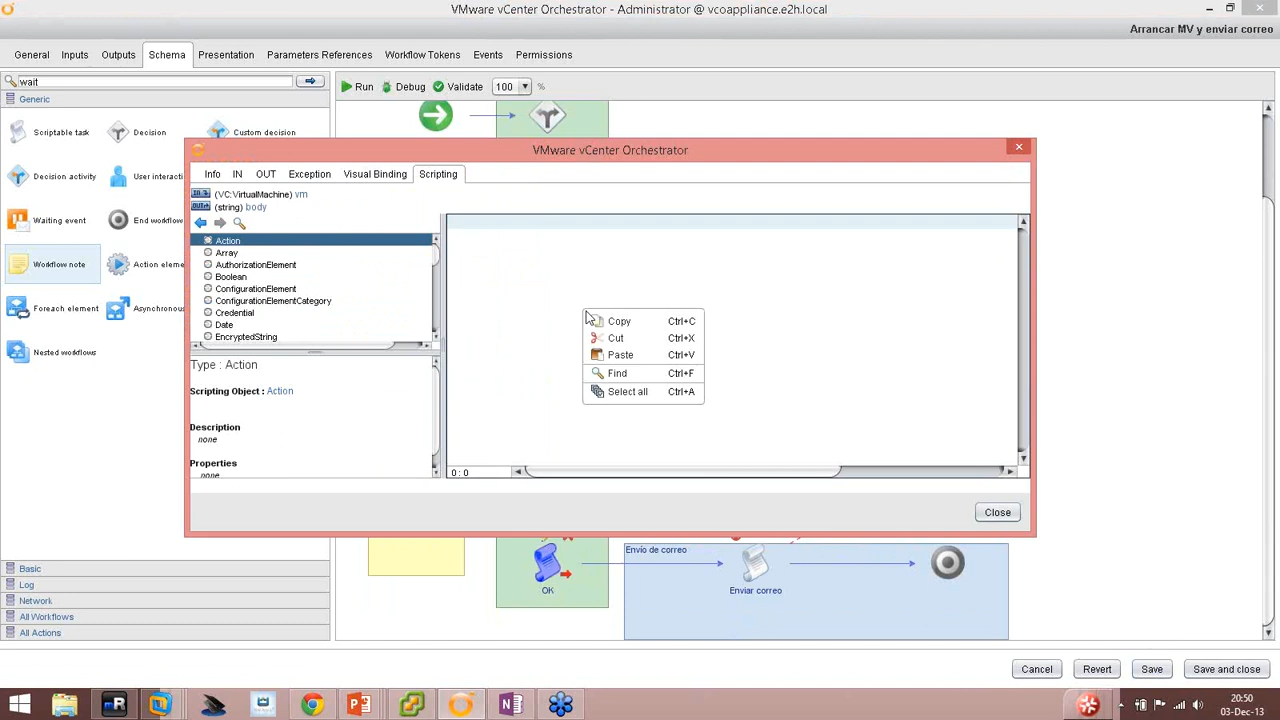 VMware vCenter Orchestrator - Administrator @ vcoappliance.e2h.local
Arrancar MV y enviar correo
General Inputs Outputs Schema Presentation Parameters References Workflow Tokens Events Permissions
wait
Run Debug Validate 100 %
Generic
Scriptable task Decision Custom decision
Decision activity User interacti
Waiting event End workflow
Workflow note Action eleme
Foreach element Asynchronous
Nested workflows
Basic
Log
Network
All Workflows
All Actions
VMware vCenter Orchestrator
Info IN OUT Exception Visual Binding Scripting
(VC:VirtualMachine) vm
(string) body
Action
Array
AuthorizationElement
Boolean
ConfigurationElement
ConfigurationElementCategory
Credential
Date
EncryptedString
Type : Action
Scripting Object : Action
Description
none
Properties
none
Copy Ctrl+C
Cut Ctrl+X
Paste Ctrl+V
Find Ctrl+F
Select all Ctrl+A
0 : 0
Close
Envío de correo
OK
Enviar correo
Cancel Revert Save Save and close
20:50
03-Dec-13